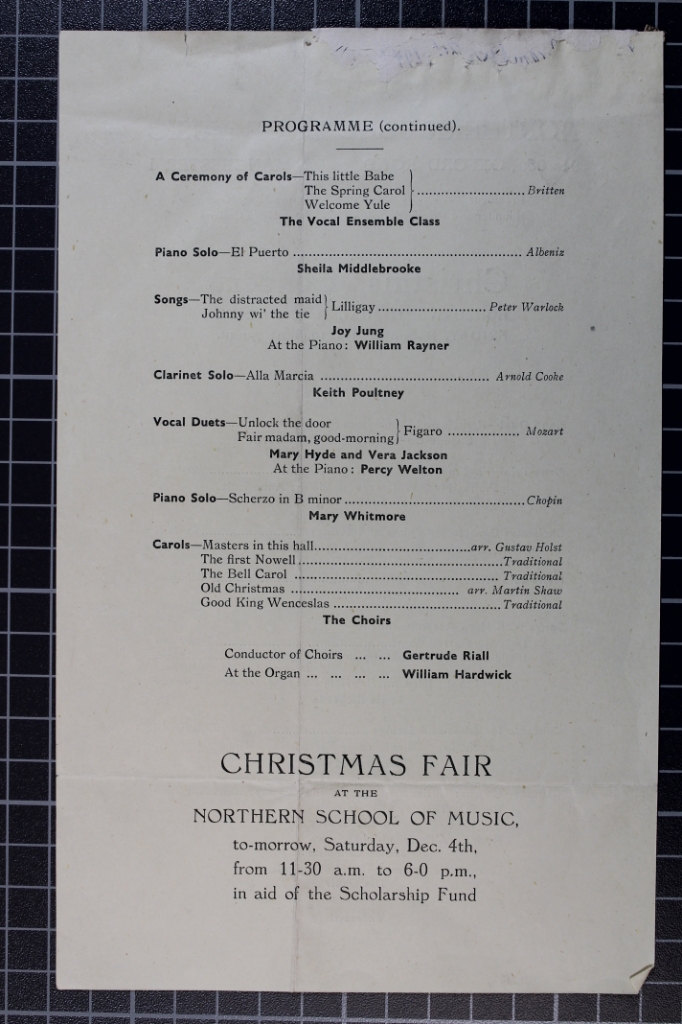 PROGRAMME (continued).
A Ceremony of Carols—This little Babe
The Spring Carol ........................... Britten
Welcome Yule
The Vocal Ensemble Class
Piano Solo—El Puerto ......................................................... Albeniz
Sheila Middlebrooke
Songs—The distracted maid
Johnny wi' the tie } Lilligay ........................... Peter Warlock
Joy Jung
At the Piano: William Rayner
Clarinet Solo—Alla Marcia .......................................... Arnold Cooke
Keith Poultney
Vocal Duets—Unlock the door
Fair madam, good-morning } Figaro .................. Mozart
Mary Hyde and Vera Jackson
At the Piano: Percy Welton
Piano Solo—Scherzo in B minor ............................................. Chopin
Mary Whitmore
Carols—Masters in this hall.......................................arr. Gustav Holst
The first Nowell ...................................................Traditional
The Bell Carol ................................................... Traditional
Old Christmas .......................................... arr. Martin Shaw
Good King Wenceslas ..........................................Traditional
The Choirs
Conductor of Choirs ... ... Gertrude Riall
At the Organ ... ... ... ... William Hardwick
CHRISTMAS FAIR
AT THE
NORTHERN SCHOOL OF MUSIC,
to-morrow, Saturday, Dec. 4th,
from 11-30 a.m. to 6-0 p.m.,
in aid of the Scholarship Fund